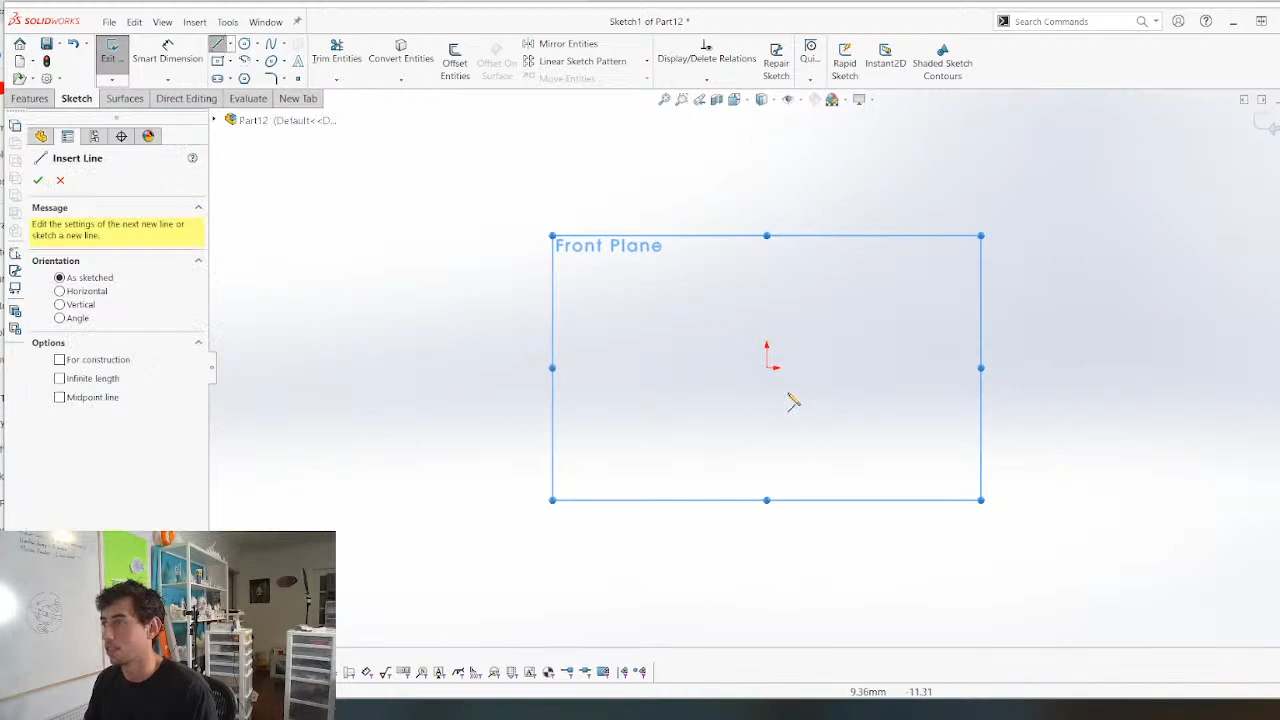 SOLIDWORKS File Edit View Insert Tools Window Sketch1 of Part12 * Search Commands
Exit ...
Smart Dimension
Trim Entities
Convert Entities
Offset Entities
Offset On Surface
Mirror Entities
Linear Sketch Pattern
Move Entities
Display/Delete Relations
Repair Sketch
Qui...
Rapid Sketch
Instant2D
Shaded Sketch Contours
Features Sketch Surfaces Direct Editing Evaluate New Tab
Part12 (Default<<D...
Insert Line
Message
Edit the settings of the next new line or
sketch a new line.
Orientation
As sketched
Horizontal
Vertical
Angle
Options
For construction
Infinite length
Midpoint line
Front Plane
9.36mm -11.31